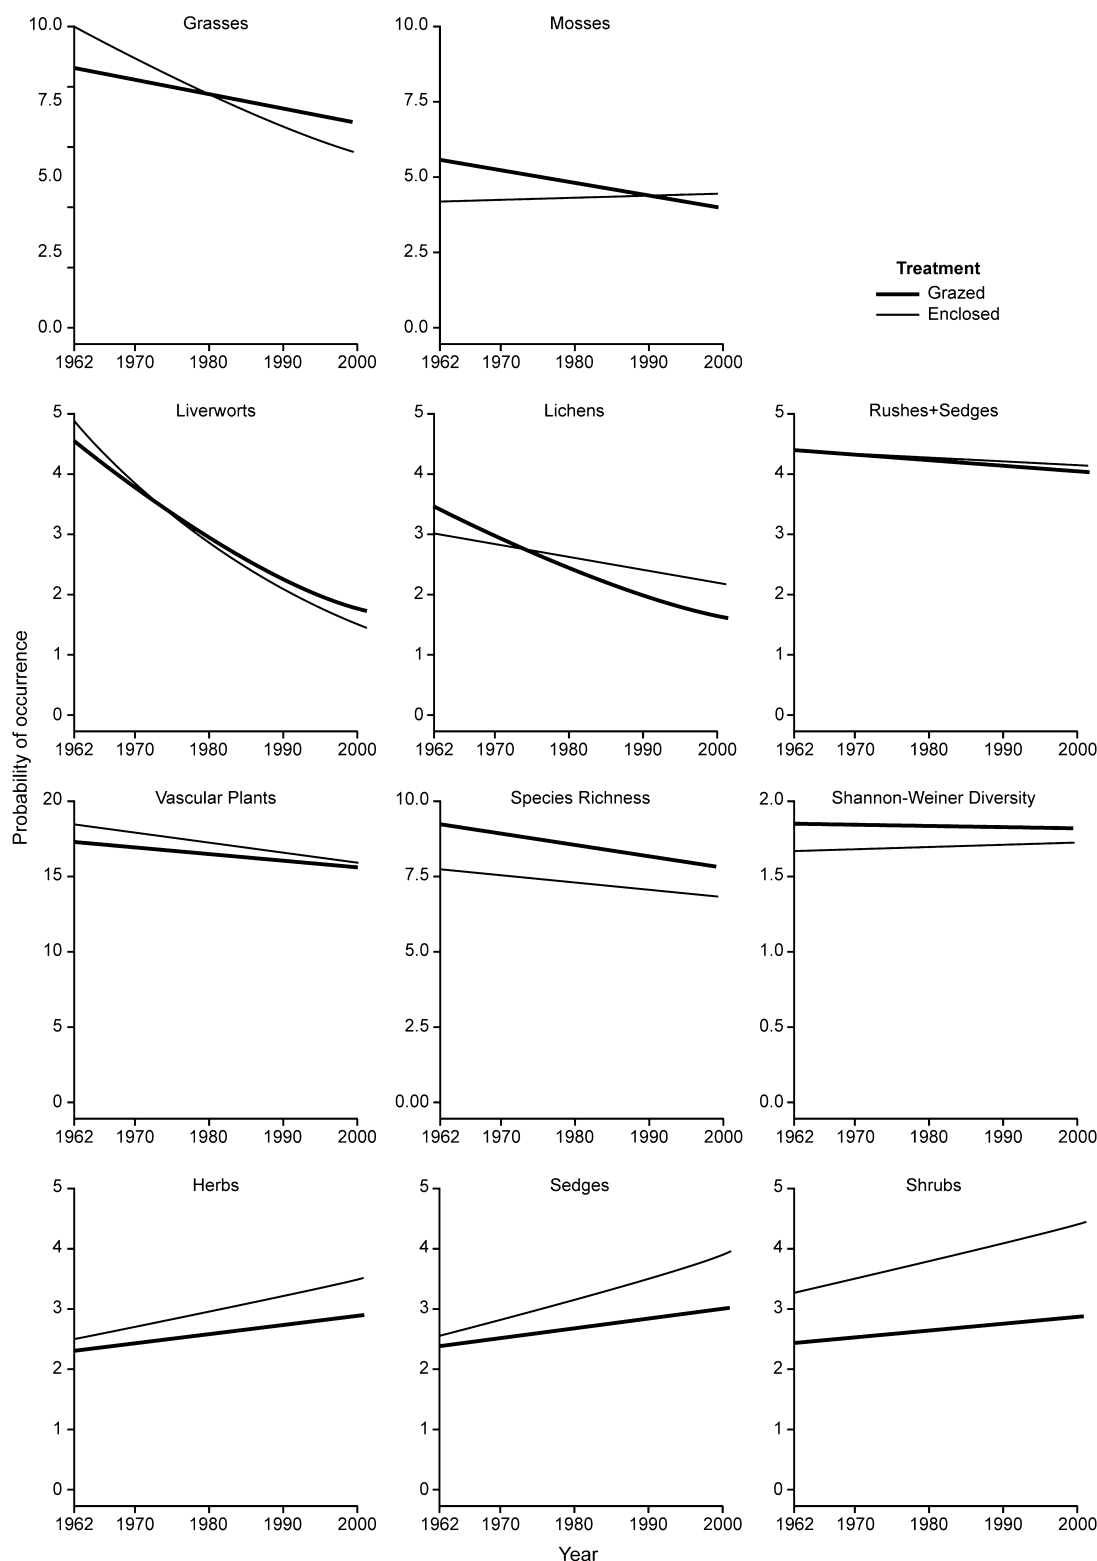 Grasses
10.0
7.5
5.0
2.5
0.0
1962 1970 1980 1990 2000
Mosses
10.0
7.5
5.0
2.5
0.0
1962 1970 1980 1990 2000
Treatment
Grazed
Enclosed
Liverworts
5
4
3
2
1
0
1962 1970 1980 1990 2000
Lichens
5
4
3
2
1
0
1962 1970 1980 1990 2000
Rushes+Sedges
5
4
3
2
1
0
1962 1970 1980 1990 2000
Probability of occurrence
Vascular Plants
20
15
10
5
0
1962 1970 1980 1990 2000
Species Richness
10.0
7.5
5.0
2.5
0.00
1962 1970 1980 1990 2000
Shannon-Weiner Diversity
2.0
1.5
1.0
0.5
0.0
1962 1970 1980 1990 2000
Herbs
5
4
3
2
1
0
1962 1970 1980 1990 2000
Sedges
5
4
3
2
1
0
1962 1970 1980 1990 2000
Shrubs
5
4
3
2
1
0
1962 1970 1980 1990 2000
Year